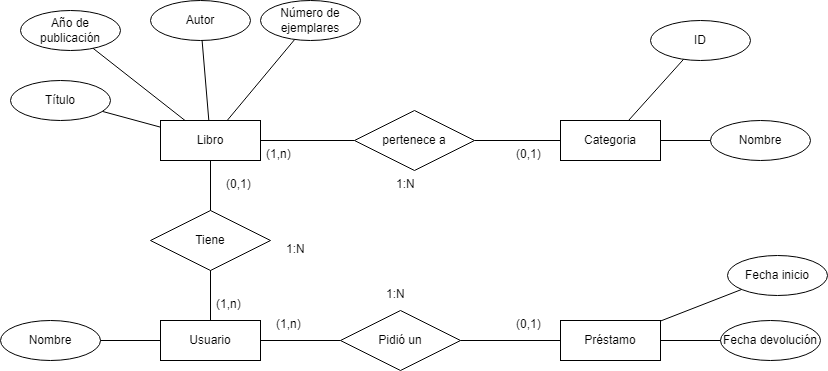 Año de
publicación
Autor
Número de
ejemplares
ID
Título
Libro
pertenece a
Categoria
Nombre
(1,n)
(0,1)
(0,1)
1:N
Tiene
1:N
Fecha inicio
(1,n)
1:N
(1,n)
(0,1)
Nombre
Usuario
Pidió un
Préstamo
Fecha devolución